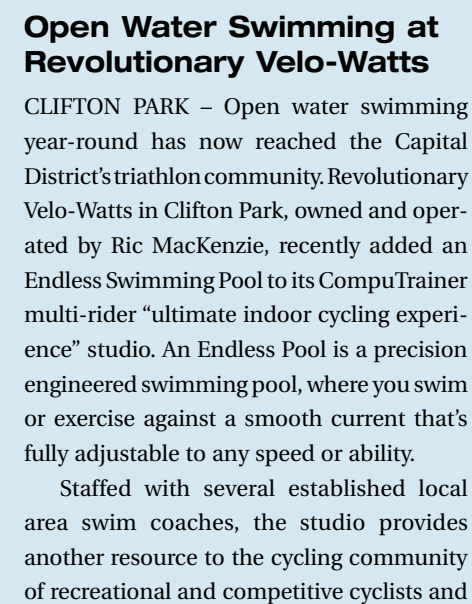 Open Water Swimming at
Revolutionary Velo-Watts
CLIFTON PARK – Open water swimming
year-round has now reached the Capital
District's triathlon community. Revolutionary
Velo-Watts in Clifton Park, owned and oper-
ated by Ric MacKenzie, recently added an
Endless Swimming Pool to its CompuTrainer
multi-rider “ultimate indoor cycling experi-
ence” studio. An Endless Pool is a precision
engineered swimming pool, where you swim
or exercise against a smooth current that's
fully adjustable to any speed or ability.
Staffed with several established local
area swim coaches, the studio provides
another resource to the cycling community
of recreational and competitive cyclists and